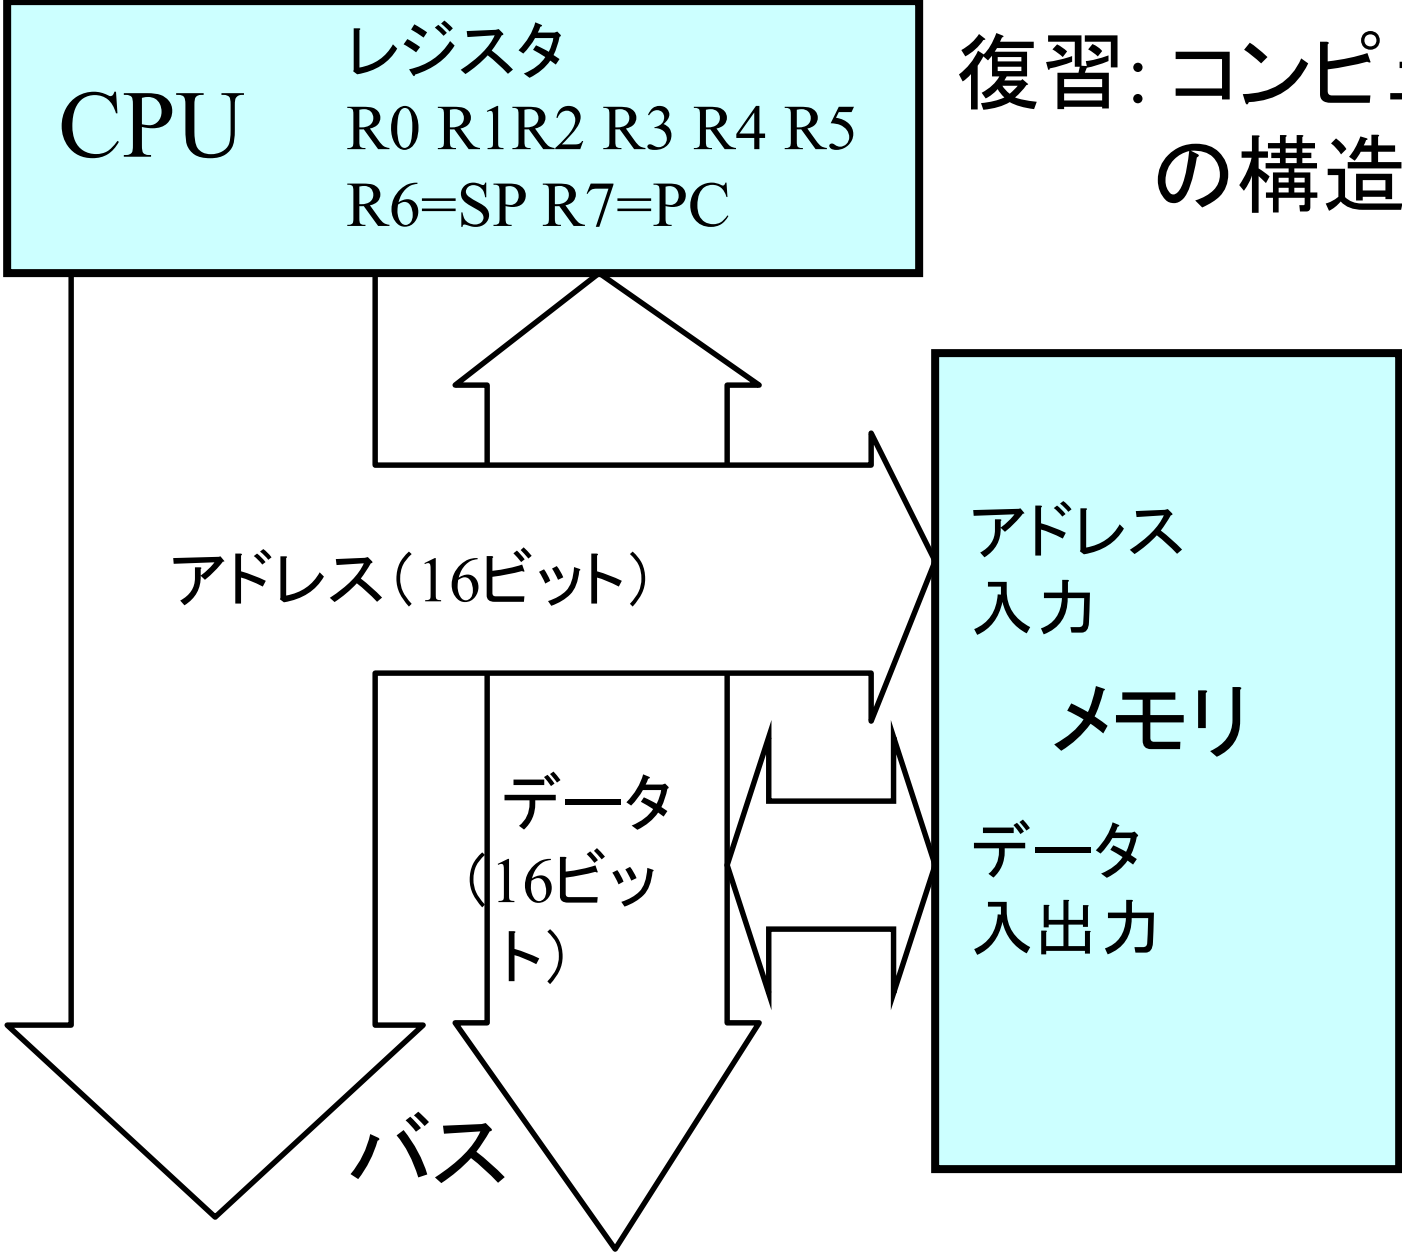 レジスタ
CPU
R0 R1R2 R3 R4 R5
R6=SP R7=PC
復習: コンピュ
の構造
アドレス（16ビット）
アドレス
入力
メモリ
データ
（16ビッ
ト）
データ
入出力
バス